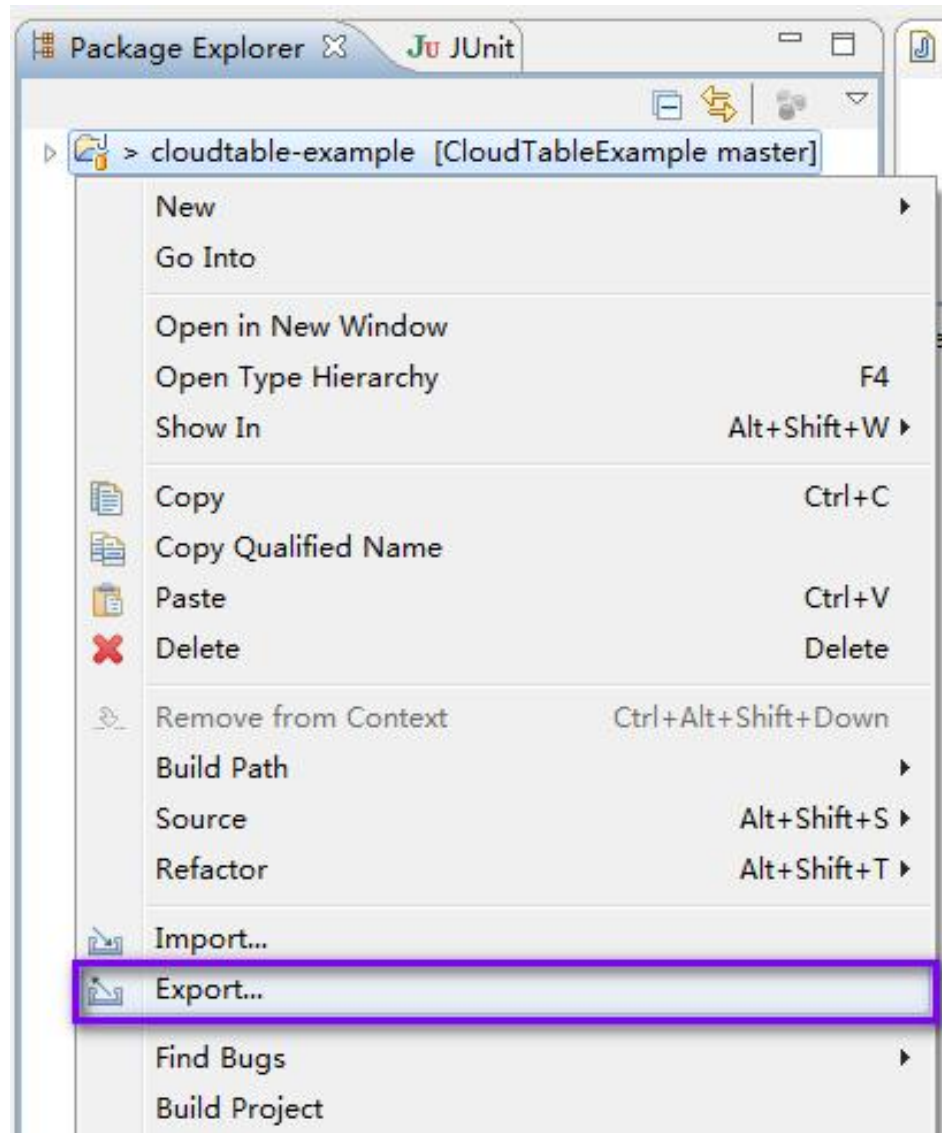 Package Explorer JUnit
> cloudtable-example [CloudTableExample master]
New
Go Into
Open in New Window
Open Type Hierarchy F4
Show In Alt+Shift+W
Copy Ctrl+C
Copy Qualified Name
Paste Ctrl+V
Delete Delete
Remove from Context Ctrl+Alt+Shift+Down
Build Path
Source Alt+Shift+S
Refactor Alt+Shift+T
Import...
Export...
Find Bugs
Build Project